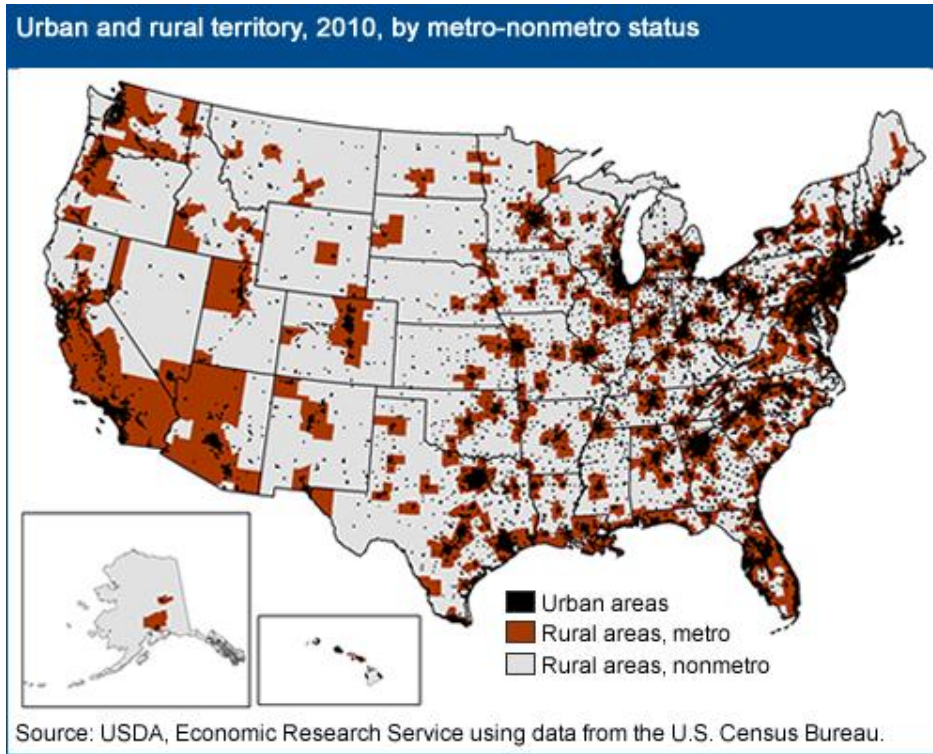 Urban and rural territory, 2010, by metro-nonmetro status
Urban areas
Rural areas, metro
Rural areas, nonmetro
Source: USDA, Economic Research Service using data from the U.S. Census Bureau.